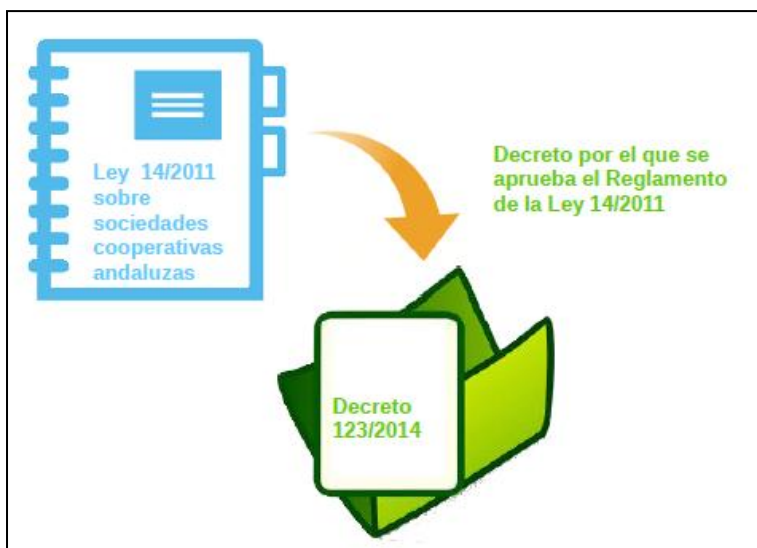 Ley 14/2011
sobre
sociedades
cooperativas
andaluzas
Decreto por el que se
aprueba el Reglamento
de la Ley 14/2011
Decreto
123/2014